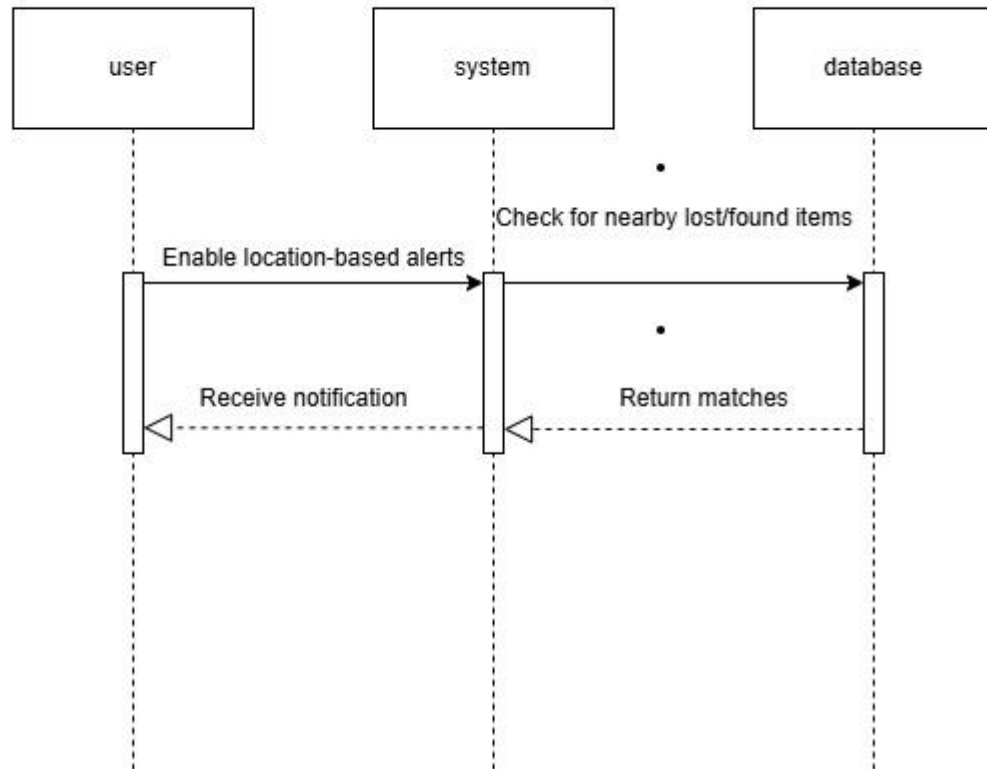 user
system
database
Check for nearby lost/found items
Enable location-based alerts
Receive notification
Return matches